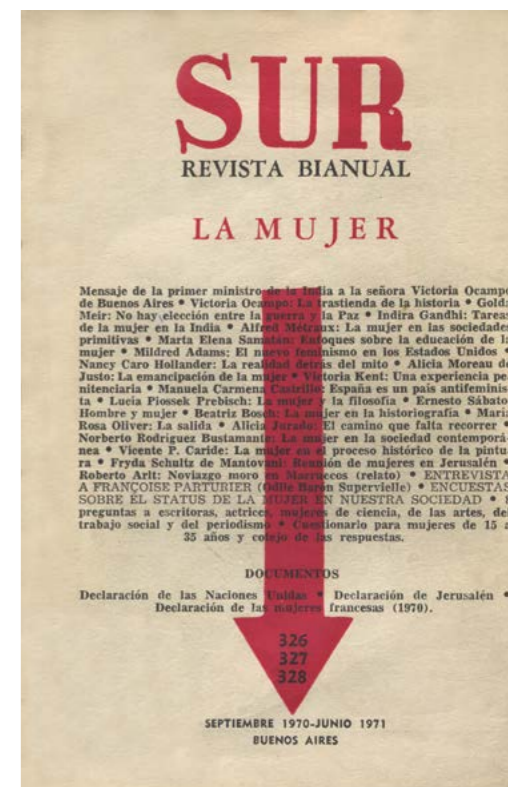 SUR
REVISTA BIANUAL
LA MUJER
Mensaje de la primer ministro de la India a la señora Victoria Ocampo
de Buenos Aires * Victoria Ocampo: La trastienda de la historia * Golda
Meir: No hay elección entre la guerra y la Paz * Indira Gandhi: Tareas
de la mujer en la India * Alfred Métraux: La mujer en las sociedades
primitivas * Marta Elena Samatán: Enfoques sobre la educación de la
mujer * Mildred Adams: El nuevo feminismo en los Estados Unidos *
Nancy Caro Hollander: La realidad detrás del mito * Alicia Moreau de
Justo: La emancipación de la mujer * Victoria Kent: Una experiencia pe-
nitenciaria * Manuela Carmena Castrillo: España es un país antifeminis-
ta * Lucía Piossek Prebisch: La mujer y la filosofía * Ernesto Sábato:
Hombre y mujer * Beatriz Bosch: La mujer en la historiografía * María
Rosa Oliver: La salida * Alicia Jurado: El camino que falta recorrer *
Norberto Rodríguez Bustamante: La mujer en la sociedad contemporá-
nea * Vicente P. Caride: La mujer en el proceso histórico de la pintu-
ra * Fryda Schultz de Mantovani: Reunión de mujeres en Jerusalén *
Roberto Arlt: Noviazgo moro en Marruecos (relato) * ENTREVISTA
A FRANÇOISE PARTURIER (Odile Baron Supervielle) * ENCUESTAS
SOBRE EL STATUS DE LA MUJER EN NUESTRA SOCIEDAD *
preguntas a escritoras, actrices, mujeres de ciencia, de las artes, del
trabajo social y del periodismo * Cuestionario para mujeres de 15 a
35 años y cotejo de las respuestas.
DOCUMENTOS
Declaración de las Naciones Unidas * Declaración de Jerusalén *
Declaración de las mujeres francesas (1970).
326
327
328
SEPTIEMBRE 1970-JUNIO 1971
BUENOS AIRES